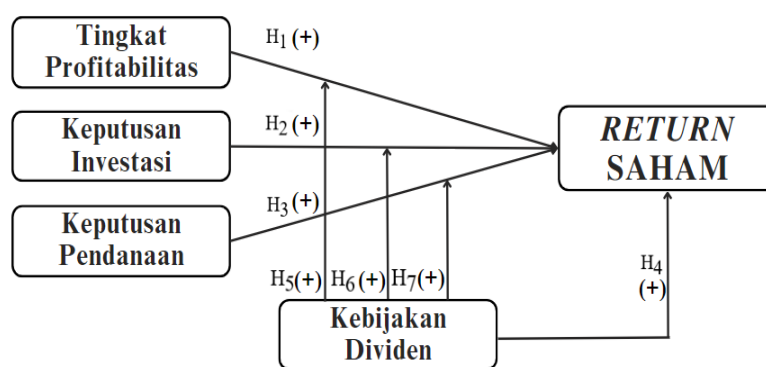 Tingkat
Profitabilitas
H1 (+)
Keputusan
Investasi
H2 (+)
RETURN
SAHAM
Keputusan
Pendanaan
H3 (+)
H5(+) H6(+) H7(+)
H4
(+)
Kebijakan
Dividen